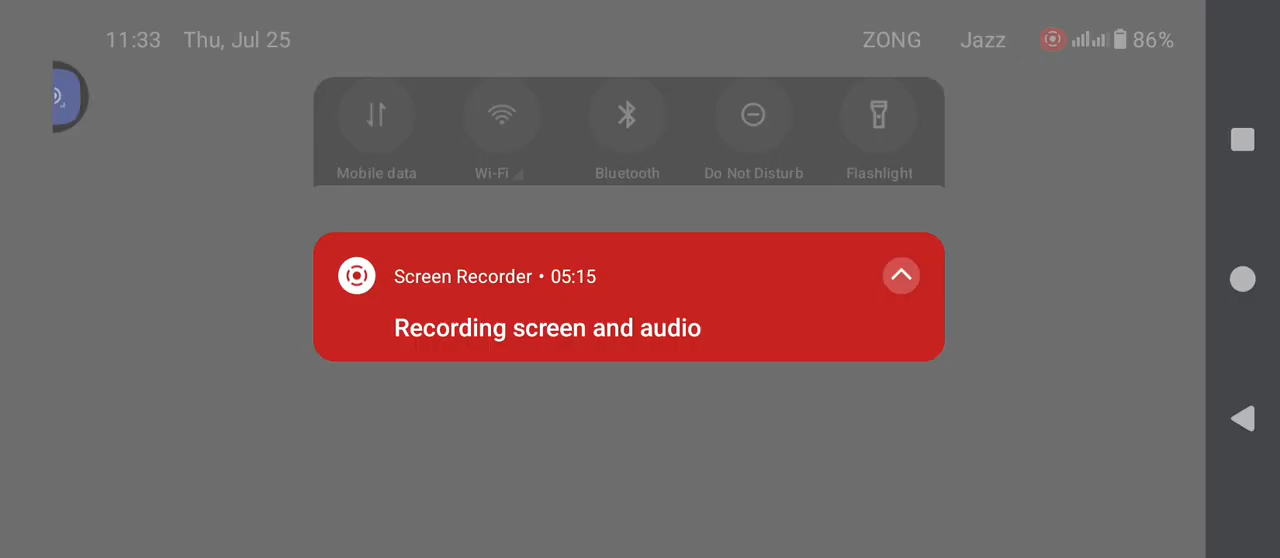 11:33 Thu, Jul 25 ZONG Jazz 86%
Mobile data Wi-Fi Bluetooth Do Not Disturb Flashlight
Screen Recorder • 05:15
Recording screen and audio